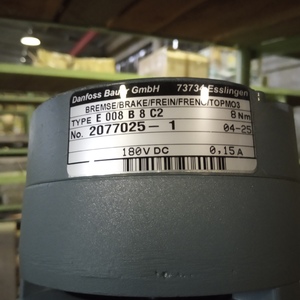 Danfoss Bauer GmbH 73734 Esslingen
BREMSE/BRAKE/FREIN/FRENO/TOPMO3
TYPE E 008 B 8 C2 8 Nm
No. 2077025-1 04-25
180V DC 0,15 A